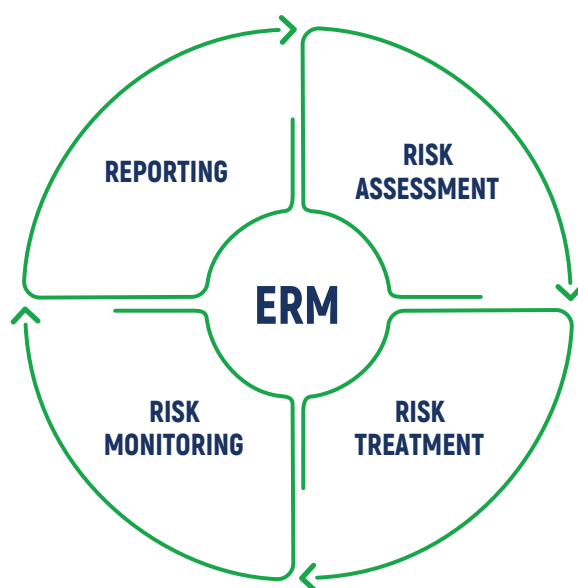 REPORTING
RISK
ASSESSMENT
ERM
RISK
MONITORING
RISK
TREATMENT